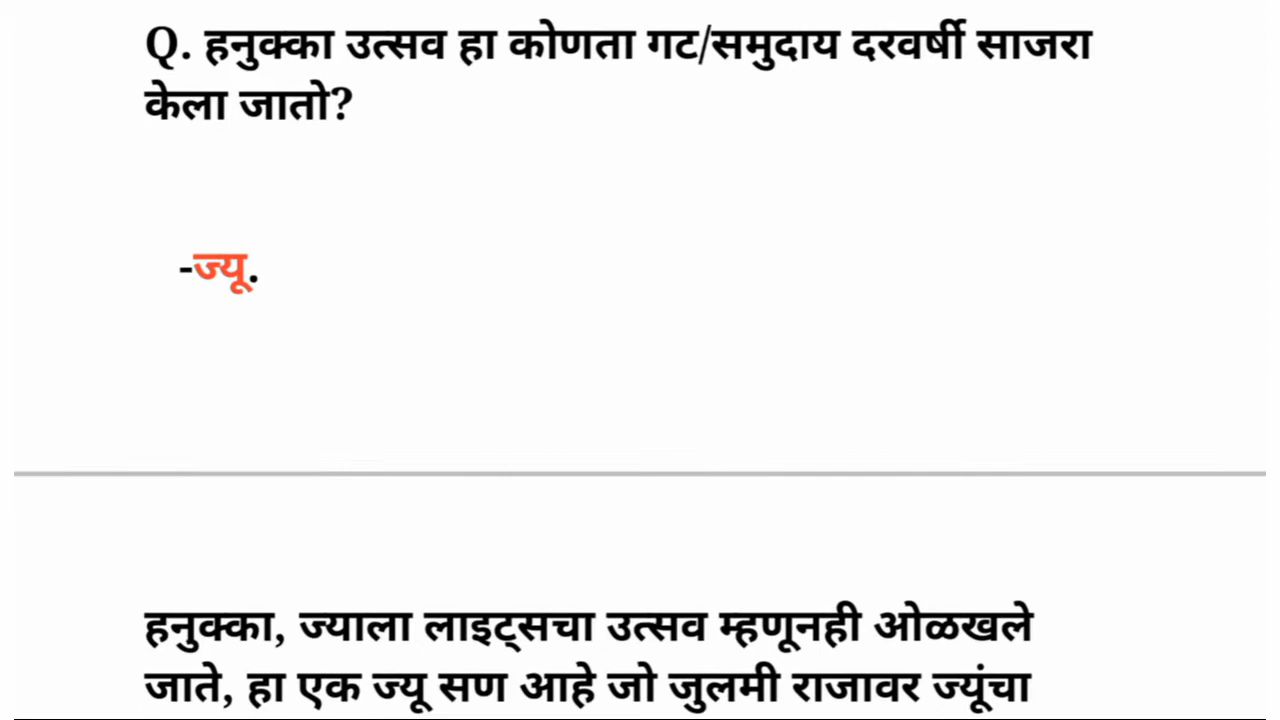 Q. हनुक्का उत्सव हा कोणता गट/समुदाय दरवर्षी साजरा
केला जातो?
-ज्यू.
हनुक्का, ज्याला लाइट्सचा उत्सव म्हणूनही ओळखले
जाते, हा एक ज्यू सण आहे जो जुलमी राजावर ज्यूंचा